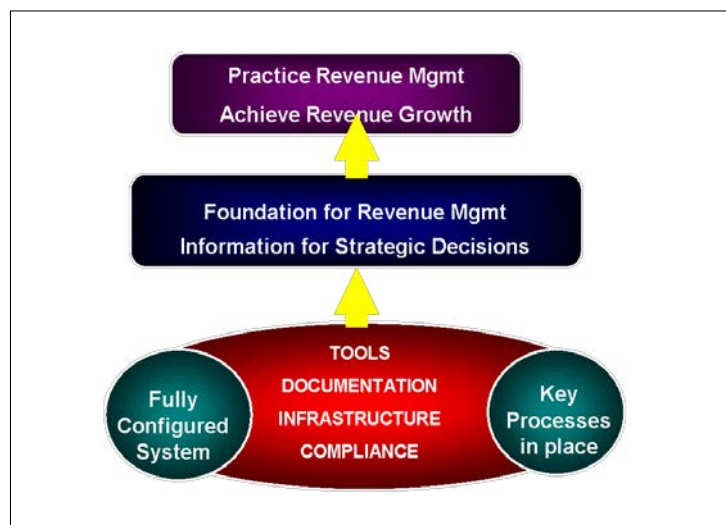 Practice Revenue Mgmt
Achieve Revenue Growth
Foundation for Revenue Mgmt
Information for Strategic Decisions
TOOLS
DOCUMENTATION
INFRASTRUCTURE
COMPLIANCE
Fully
Configured
System
Key
Processes
in place